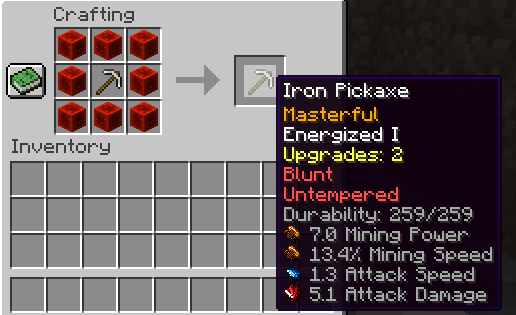 Crafting
Iron Pickaxe
Masterful
Energized I
Upgrades: 2
Blunt
Untempered
Durability: 259/259
7.0 Mining Power
13.4% Mining Speed
1.3 Attack Speed
5.1 Attack Damage
Inventory